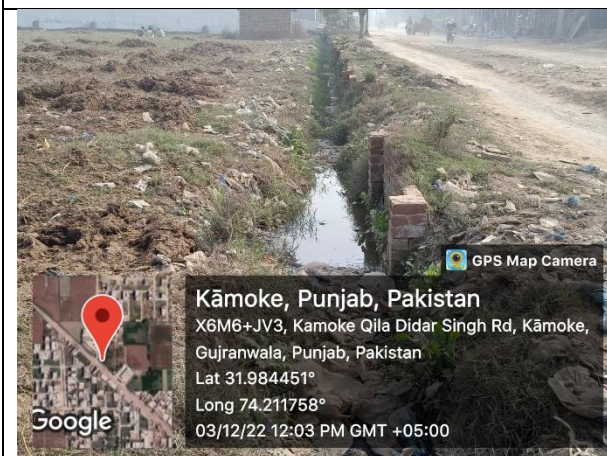 GPS Map Camera
Kāmoke, Punjab, Pakistan
X6M6+JV3, Kamoke Qila Didar Singh Rd, Kāmoke,
Gujranwala, Punjab, Pakistan
Lat 31.984451°
Long 74.211758°
03/12/22 12:03 PM GMT +05:00
Google